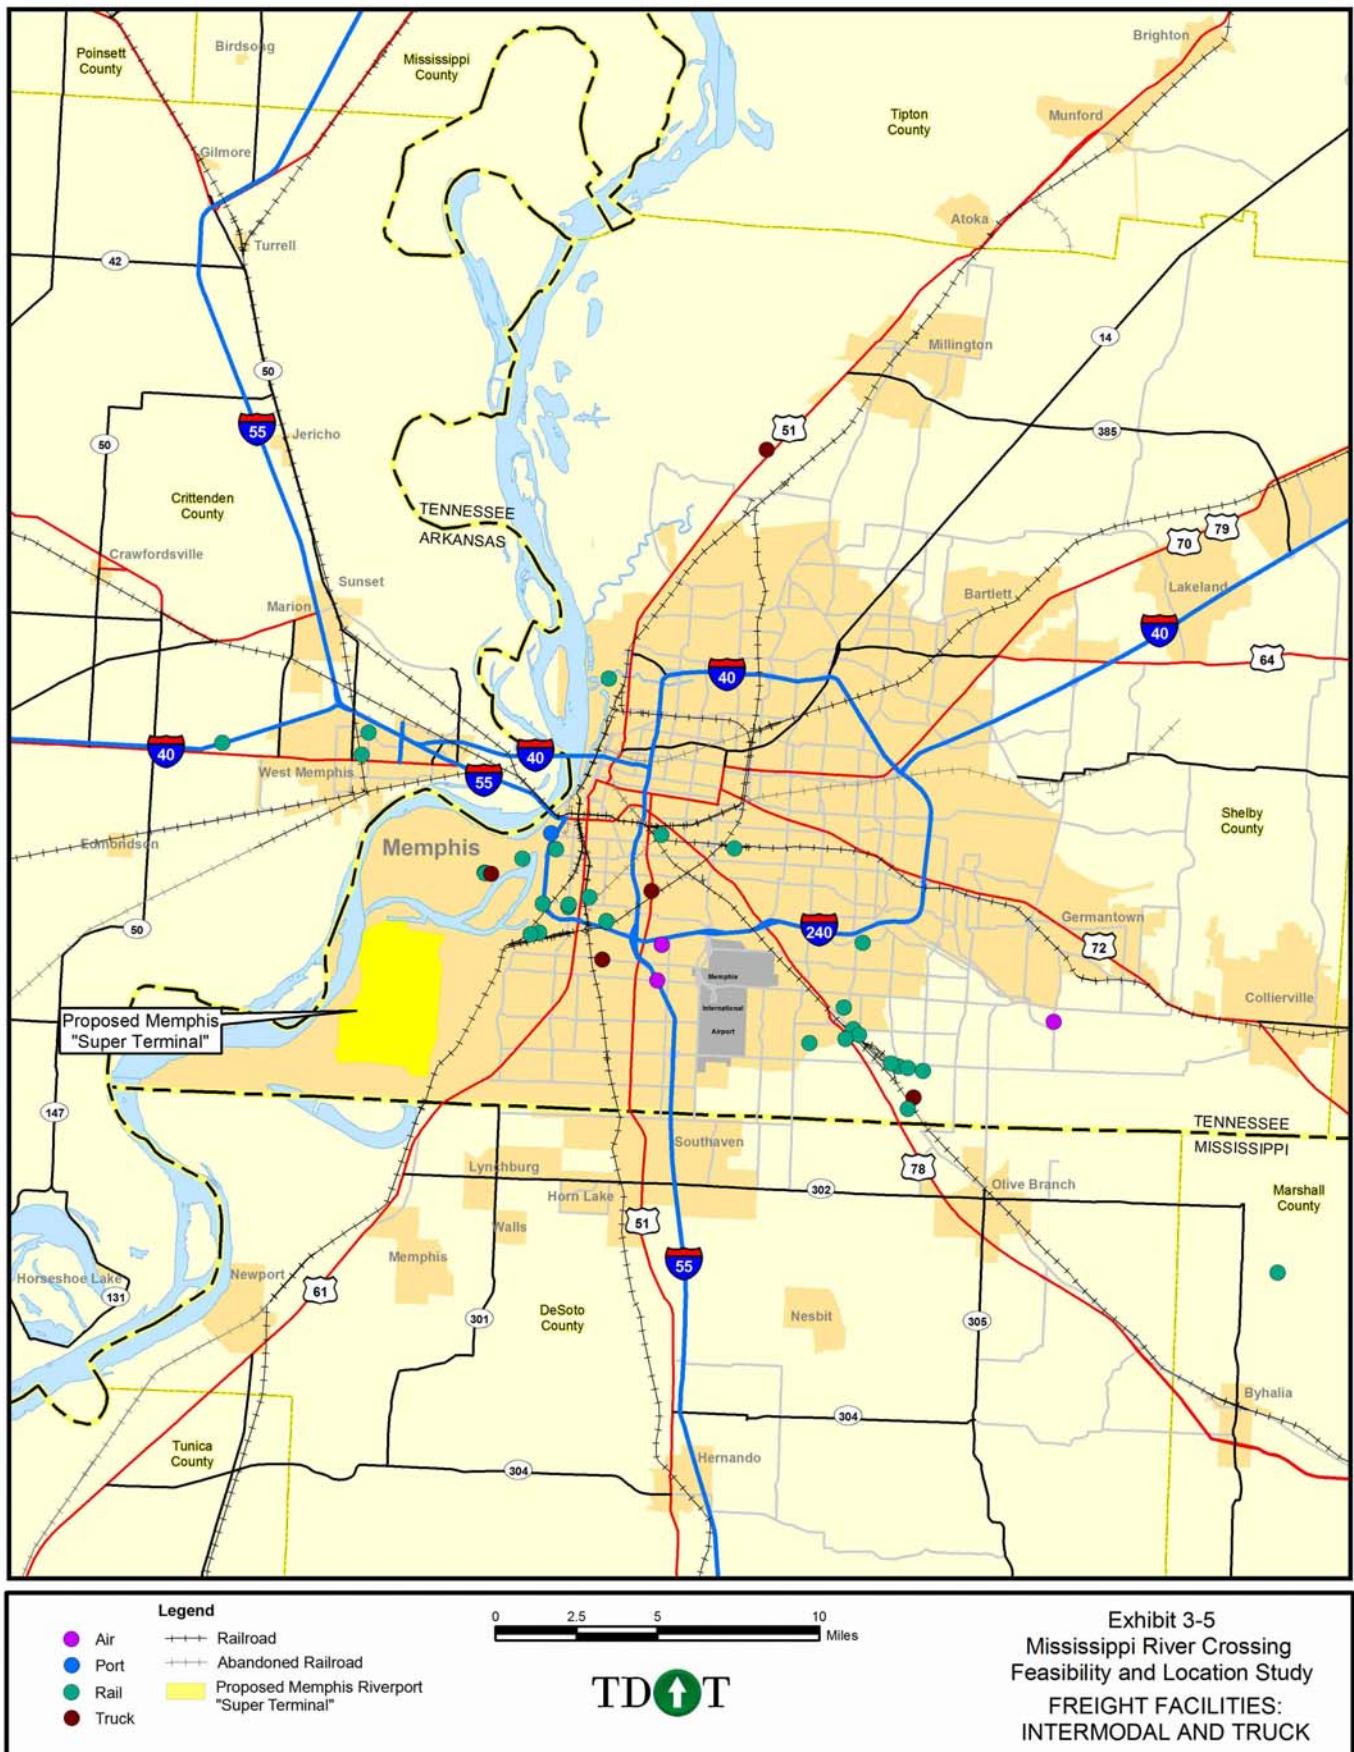 Poinsett
County
Birdsong
Mississippi
County
Brighton
Tipton
County
Munford
Gilmore
Atoka
Turrell
42
14
Millington
50
51
55
Jericho
385
50
Crittenden
County
TENNESSEE
ARKANSAS
79
70
Crawfordsville
Sunset
Marion
Bartlett
Lakeland
40
64
40
40
40
55
West Memphis
Shelby
County
Edmondson
Memphis
Germantown
50
240
72
Memphis
International
Airport
Collierville
Proposed Memphis
"Super Terminal"
147
TENNESSEE
MISSISSIPPI
Southaven
Lynchburg
78
Horn Lake
302
Olive Branch
Marshall
County
Walls
51
Memphis
55
Horseshoe Lake
131
Newport
61
301
DeSoto
County
Nesbit
305
Byhalia
304
Tunica
County
Hernando
304
Legend
Air
Port
Rail
Truck
Railroad
Abandoned Railroad
Proposed Memphis Riverport
"Super Terminal"
0 2.5 5 10
Miles
TDOT
Exhibit 3-5
Mississippi River Crossing
Feasibility and Location Study
FREIGHT FACILITIES:
INTERMODAL AND TRUCK